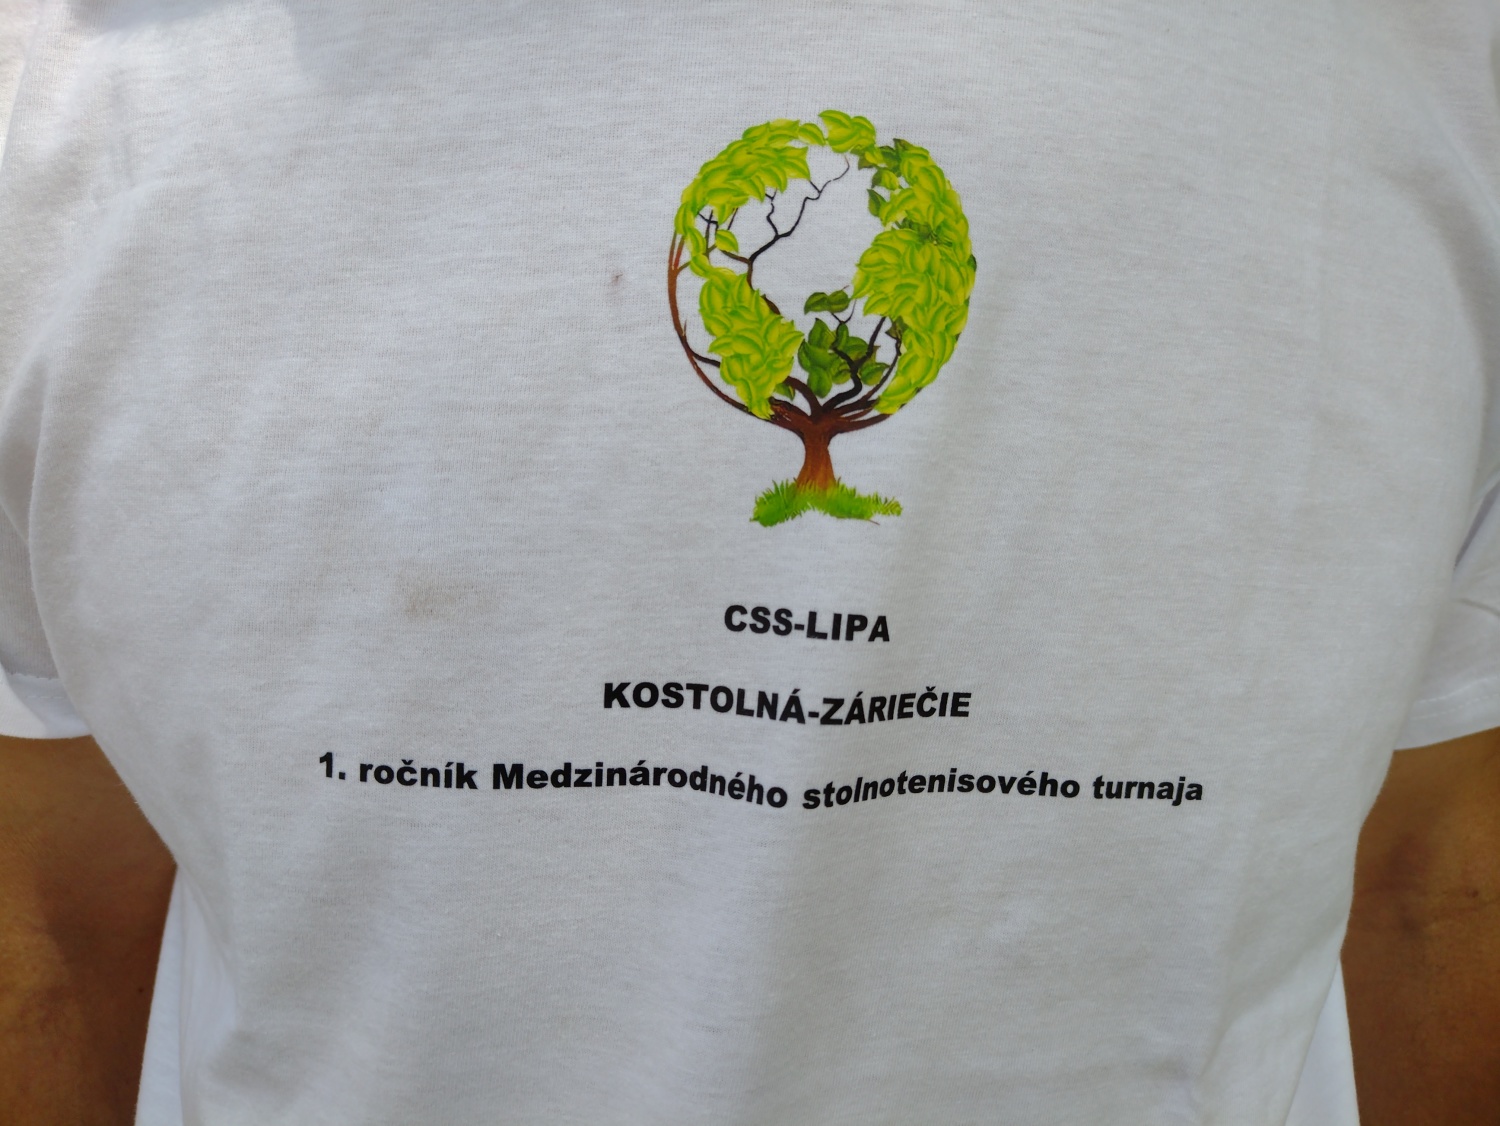 CSS-LIPA
KOSTOLNÁ-ZÁRIEČIE
1. ročník Medzinárodného stolnotenisového turnaja